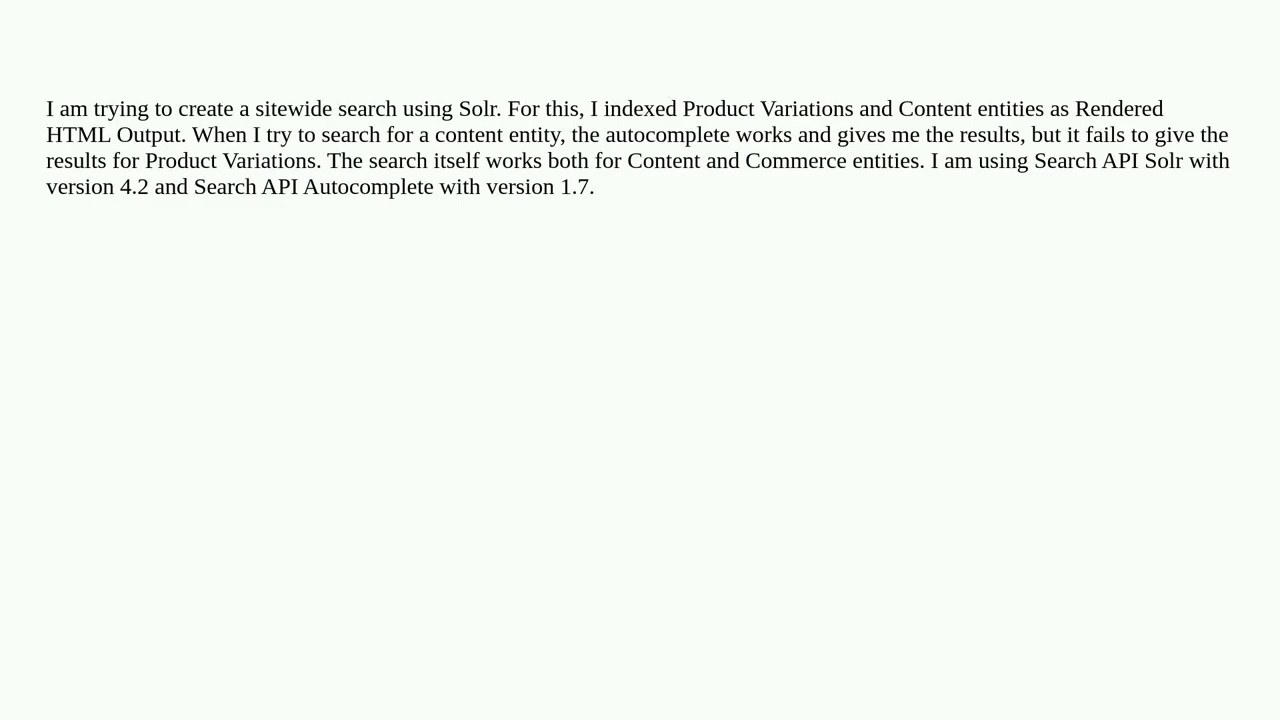 I am trying to create a sitewide search using Solr. For this, I indexed Product Variations and Content entities as Rendered
HTML Output. When I try to search for a content entity, the autocomplete works and gives me the results, but it fails to give the
results for Product Variations. The search itself works both for Content and Commerce entities. I am using Search API Solr with
version 4.2 and Search API Autocomplete with version 1.7.